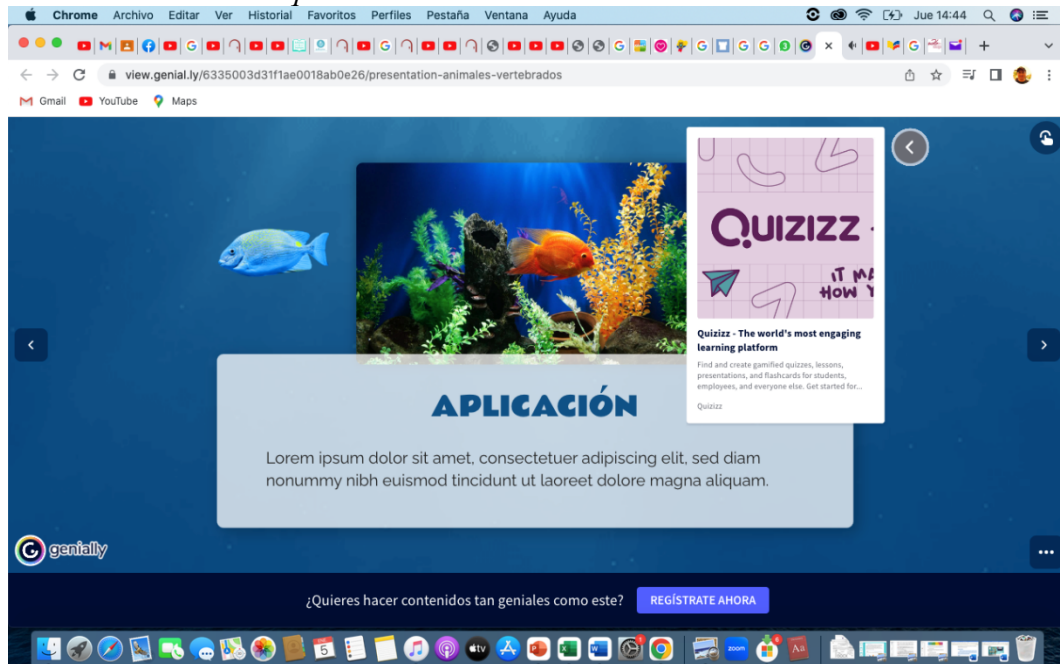 Chrome Archivo Editar Ver Historial Favoritos Perfiles Pestaña Ventana Ayuda
Jue 14:44
view.genial.ly/6335003d31f1ae0018ab0e26/presentation-animales-vertebrados
Gmail YouTube Maps
QUIZIZZ
IT MA
HOW Y
Quizizz - The world's most engaging
learning platform
Find and create gamified quizzes, lessons,
presentations, and flashcards for students,
employees, and everyone else. Get started for...
Quizizz
APLICACIÓN
Lorem ipsum dolor sit amet, consectetuer adipiscing elit, sed diam
nonummy nibh euismod tincidunt ut laoreet dolore magna aliquam.
genially
¿Quieres hacer contenidos tan geniales como este? REGÍSTRATE AHORA
5
tv
zoom
Aa